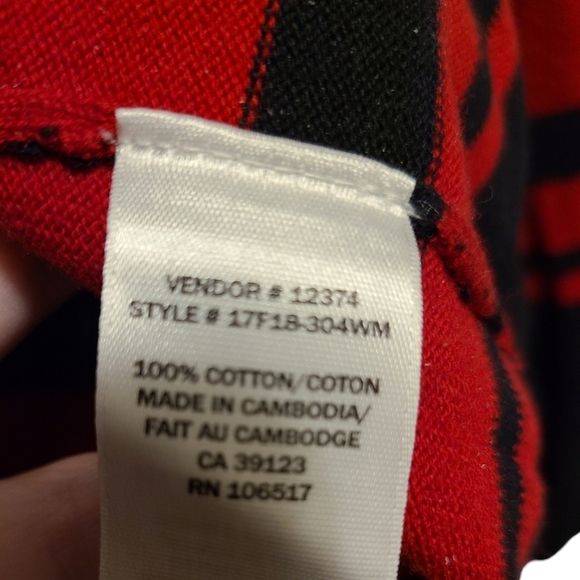 VENDOR # 12374
STYLE # 17F18-304WM
100% COTTON/COTON
MADE IN CAMBODIA/
FAIT AU CAMBODGE
CA 39123
RN 106517